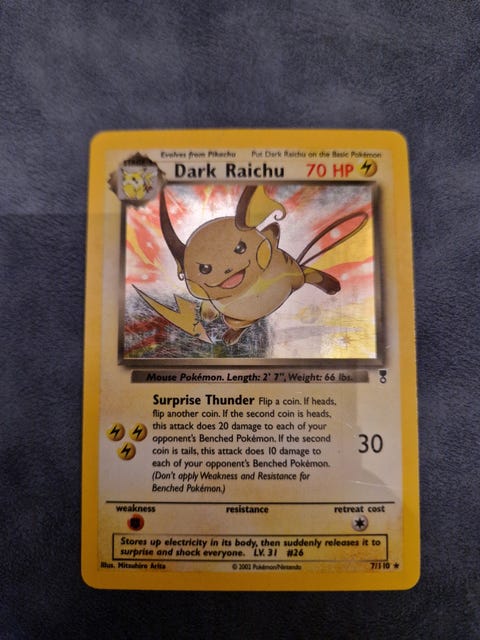 Evolves from Pikachu Put Dark Raichu on the Basic Pokémon
Dark Raichu 70 HP
Mouse Pokémon. Length: 2' 7", Weight: 66 lbs.
Surprise Thunder Flip a coin. If heads,
flip another coin. If the second coin is heads,
this attack does 20 damage to each of your
opponent's Benched Pokémon. If the second
coin is tails, this attack does 10 damage to
each of your opponent's Benched Pokémon.
(Don't apply Weakness and Resistance for
Benched Pokémon.)
30
weakness resistance retreat cost
Stores up electricity in its body, then suddenly releases it to
surprise and shock everyone. LV. 31 #26
Illus. Mitsuhiro Arita © 2002 Pokémon/Nintendo 7/110